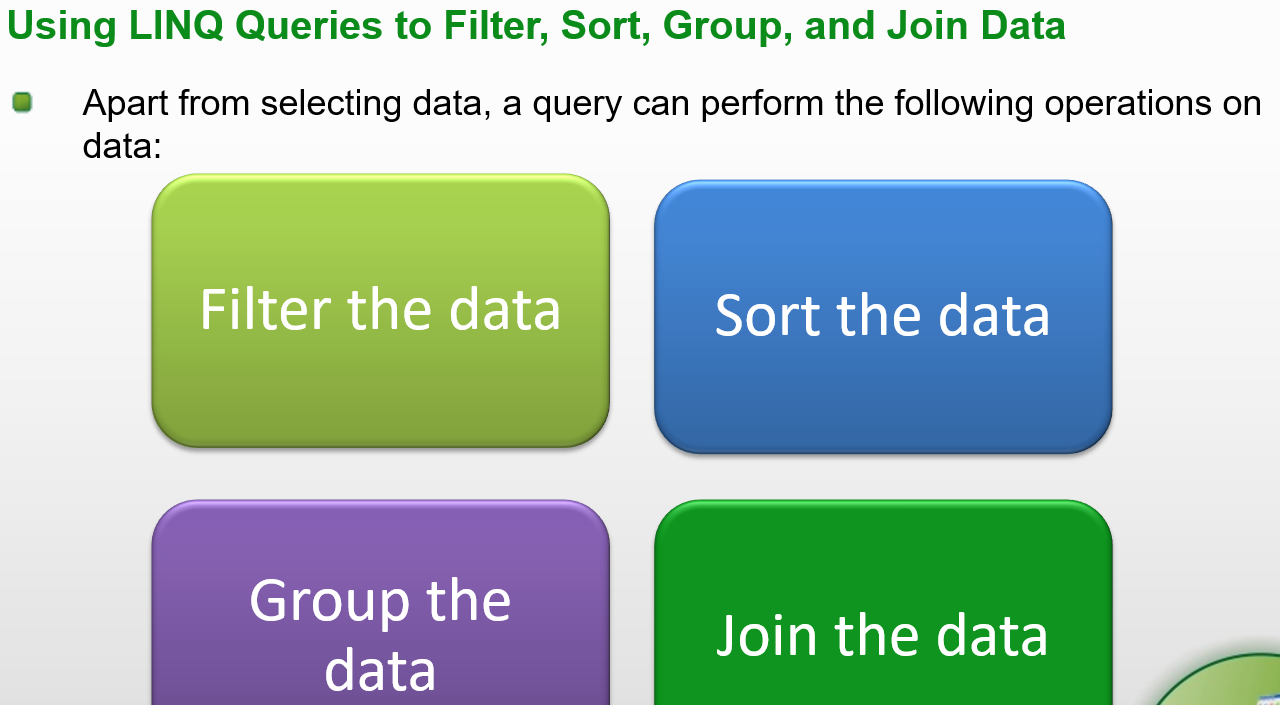 Using LINQ Queries to Filter, Sort, Group, and Join Data
Apart from selecting data, a query can perform the following operations on
data:
Filter the data
Sort the data
Group the
data
Join the data